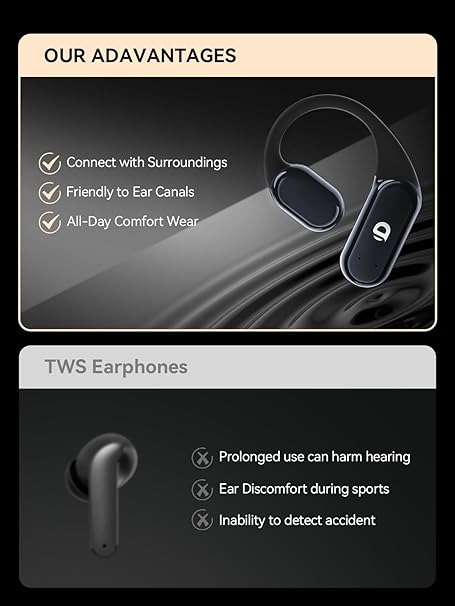 OUR ADAVANTAGES
Connect with Surroundings
Friendly to Ear Canals
All-Day Comfort Wear
TWS Earphones
Prolonged use can harm hearing
Ear Discomfort during sports
Inability to detect accident